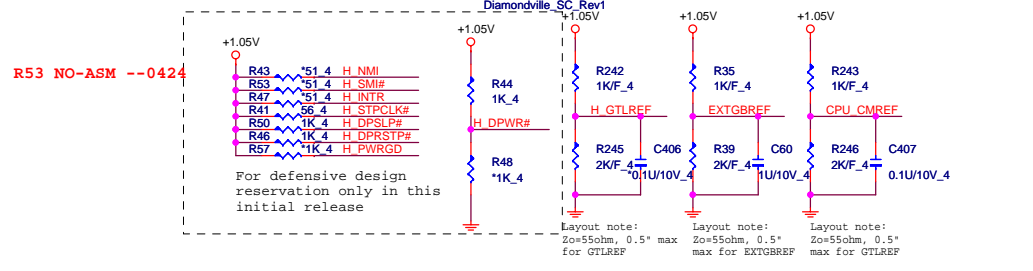 Diamondville_SC_Rev1
+1.05V
+1.05V
+1.05V
+1.05V
+1.05V
R53 NO-ASM --0424
R43 *51_4 H_NMI
R53 *51_4 H_SMI#
R47 *51_4 H_INTR
R41 56_4 H_STPCLK#
R50 1K_4 H_DPSLP#
R46 1K_4 H_DPRSTP#
R57 *1K_4 H_PWRGD
For defensive design
reservation only in this
initial release
R44
1K_4
H_DPWR#
R48
*1K_4
R242
1K/F_4
H_GTLREF
R245
2K/F_4
C406
*0.1U/10V_4
Layout note:
Zo=55ohm, 0.5" max
for GTLREF
R35
1K/F_4
EXTGBREF
R39
2K/F_4
C60
1U/10V_4
Layout note:
Zo=55ohm, 0.5"
max for EXTGBREF
R243
1K/F_4
CPU_CMREF
R246
2K/F_4
C407
0.1U/10V_4
Layout note:
Zo=55ohm, 0.5"
max for GTLREF